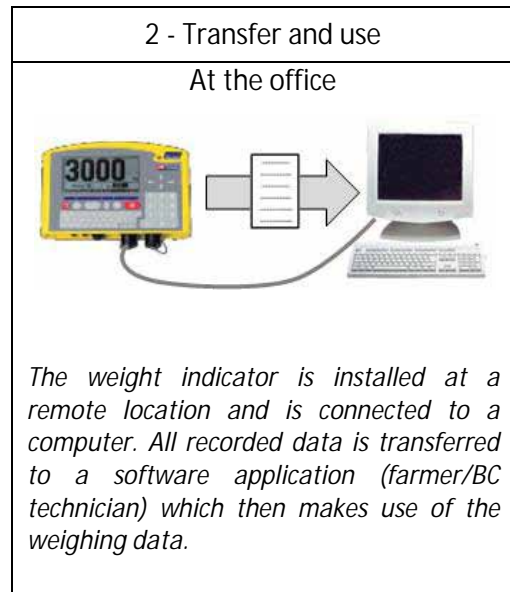 2 - Transfer and use
At the office
3000
The weight indicator is installed at a
remote location and is connected to a
computer. All recorded data is transferred
to a software application (farmer/BC
technician) which then makes use of the
weighing data.